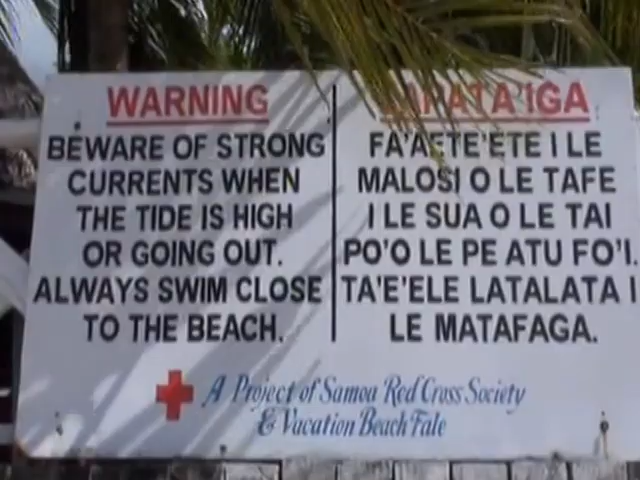 WARNING
BEWARE OF STRONG
CURRENTS WHEN
THE TIDE IS HIGH
OR GOING OUT.
ALWAYS SWIM CLOSE
TO THE BEACH.
LAPATA'IGA
FA'AETE'ETE I LE
MALOSI O LE TAFE
I LE SUA O LE TAI
PO'O LE PE ATU FO'I.
TA'E'ELE LATALATA I
LE MATAFAGA.
A Project of Samoa Red Cross Society
& Vacation Beach Fale